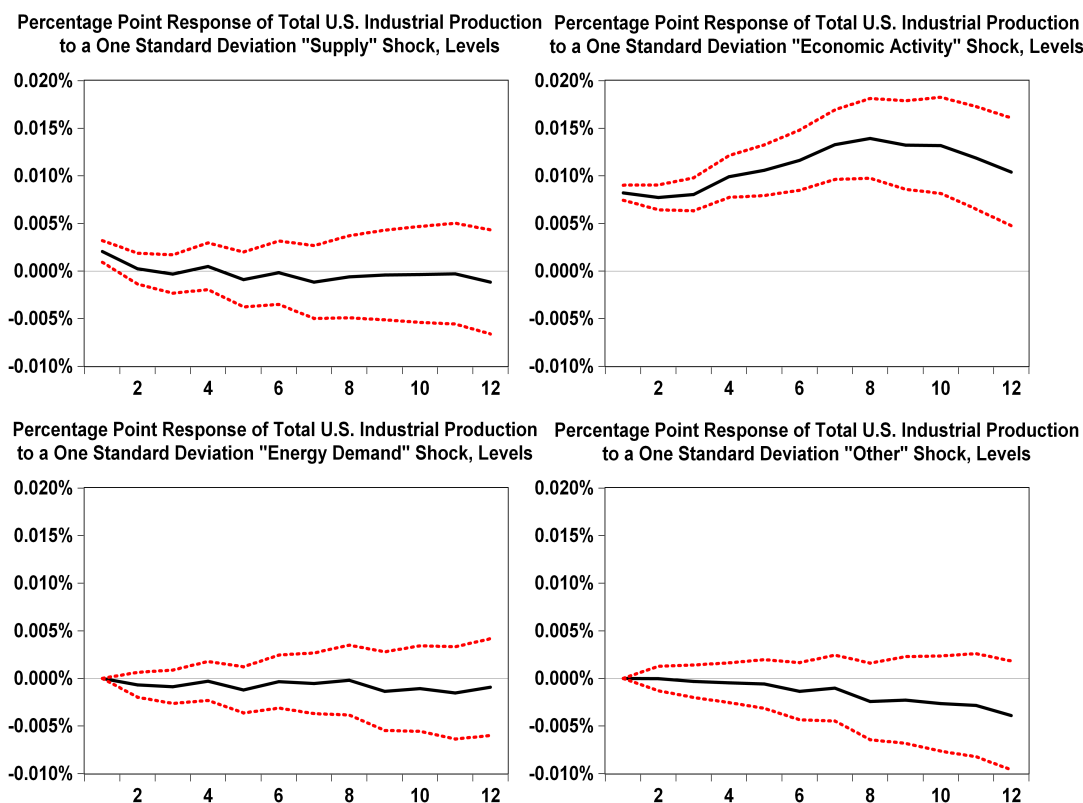 Percentage Point Response of Total U.S. Industrial Production
to a One Standard Deviation "Supply" Shock, Levels
0.020%
0.015%
0.010%
0.005%
0.000%
-0.005%
-0.010%
2 4 6 8 10 12
Percentage Point Response of Total U.S. Industrial Production
to a One Standard Deviation "Economic Activity" Shock, Levels
0.020%
0.015%
0.010%
0.005%
0.000%
-0.005%
-0.010%
2 4 6 8 10 12
Percentage Point Response of Total U.S. Industrial Production
to a One Standard Deviation "Energy Demand" Shock, Levels
0.020%
0.015%
0.010%
0.005%
0.000%
-0.005%
-0.010%
2 4 6 8 10 12
Percentage Point Response of Total U.S. Industrial Production
to a One Standard Deviation "Other" Shock, Levels
0.020%
0.015%
0.010%
0.005%
0.000%
-0.005%
-0.010%
2 4 6 8 10 12